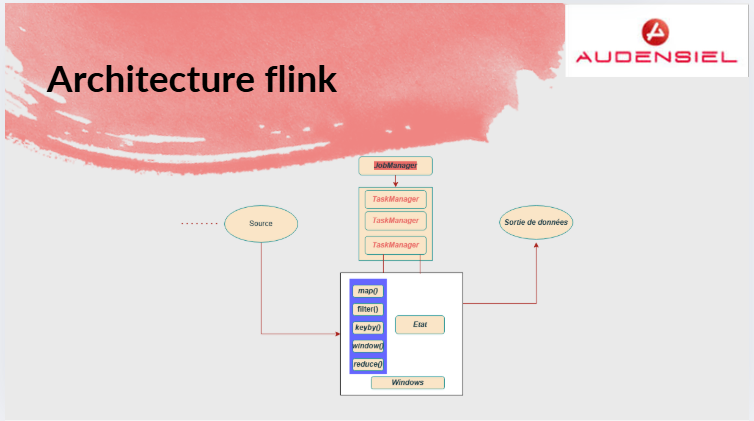 AUDENSIEL
Architecture flink
JobManager
TaskManager
TaskManager
TaskManager
Source
Sortie de données
map()
filter()
keyby()
window()
reduce()
Etat
Windows